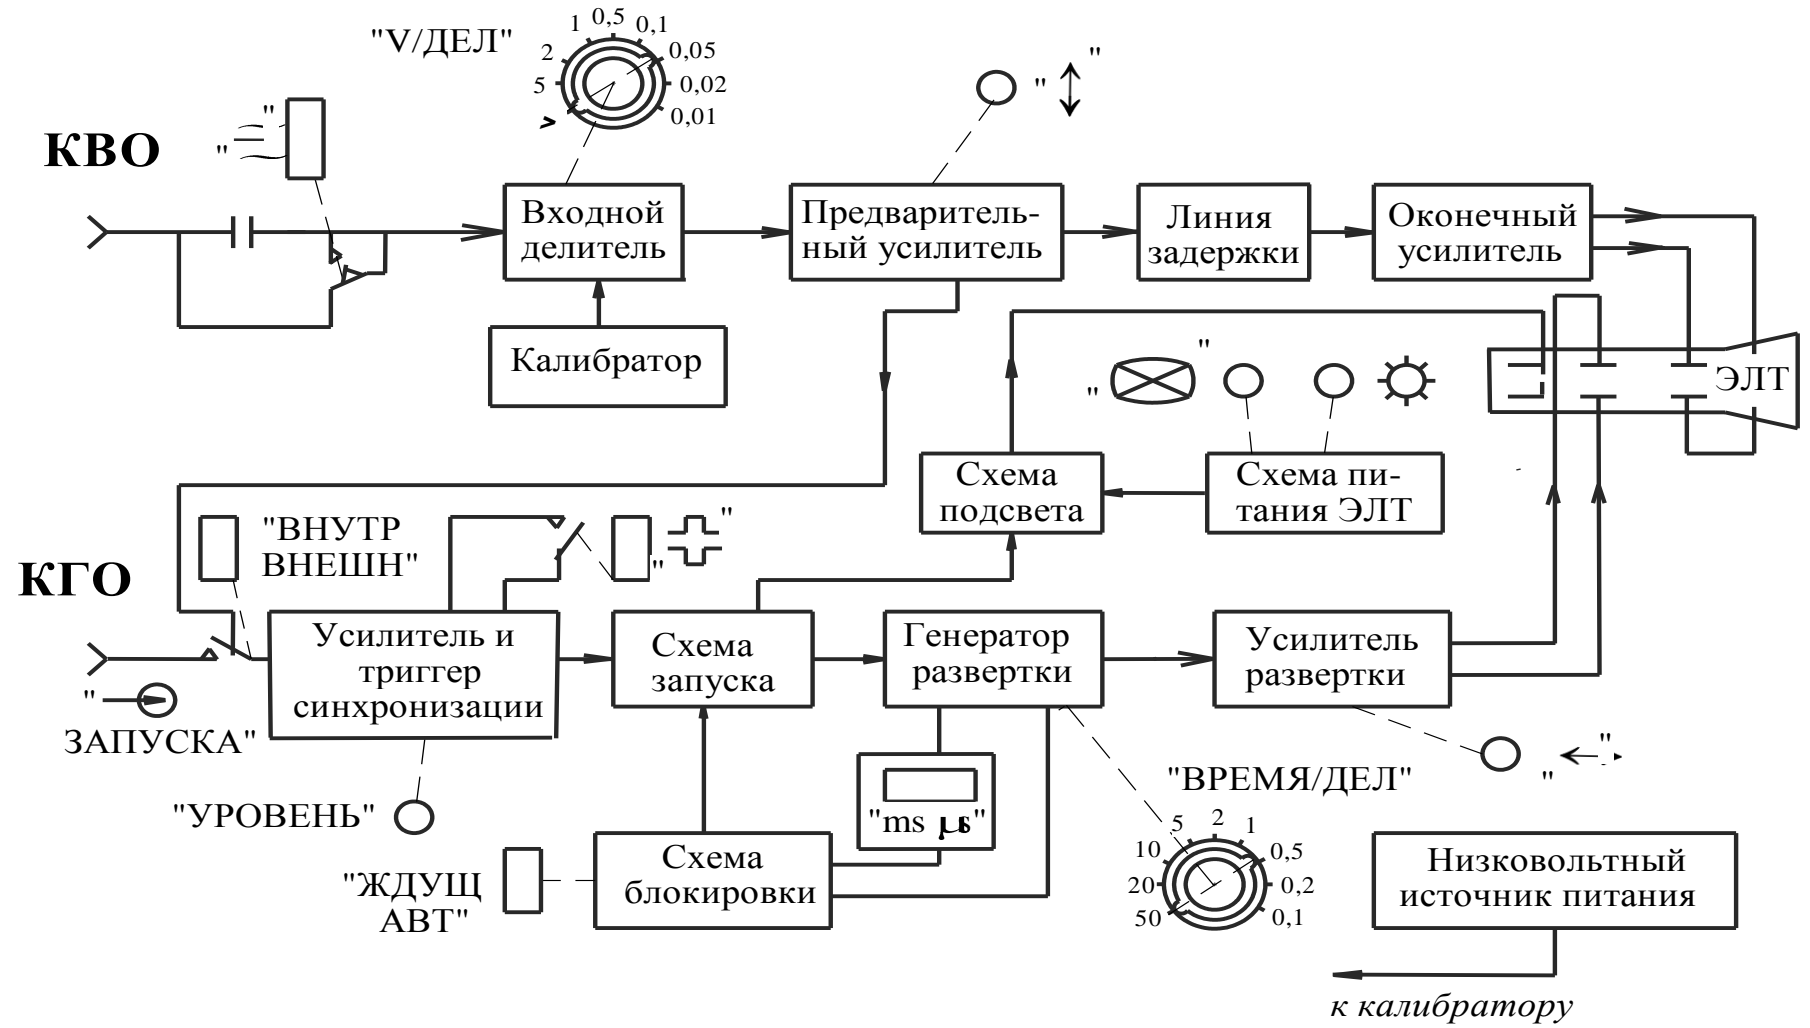 "V/ДЕЛ"
5
2
1
0,5
0,1
0,05
0,02
0,01
КВО
Входной
делитель
Предваритель-
ный усилитель
Линия
задержки
Оконечный
усилитель
Калибратор
ЭЛТ
Схема
подсвета
Схема пи-
тания ЭЛТ
"ВНУТР
ВНЕШН"
КГО
Усилитель и
триггер
синхронизации
Схема
запуска
Генератор
развертки
Усилитель
развертки
ЗАПУСКА"
"УРОВЕНЬ"
"ms μs"
"ВРЕМЯ/ДЕЛ"
50
20
10
5
2
1
0,5
0,2
0,1
"ЖДУЩ
АВТ"
Схема
блокировки
Низковольтный
источник питания
к калибратору